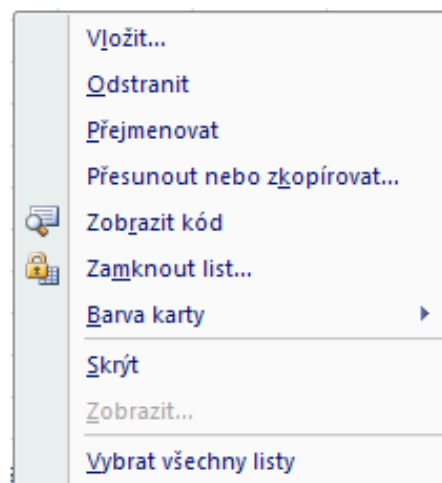 Vložit...
Odstranit
Přejmenovat
Přesunout nebo zkopírovat...
Zobrazit kód
Zamknout list...
Barva karty
Skrýt
Zobrazit...
Vybrat všechny listy